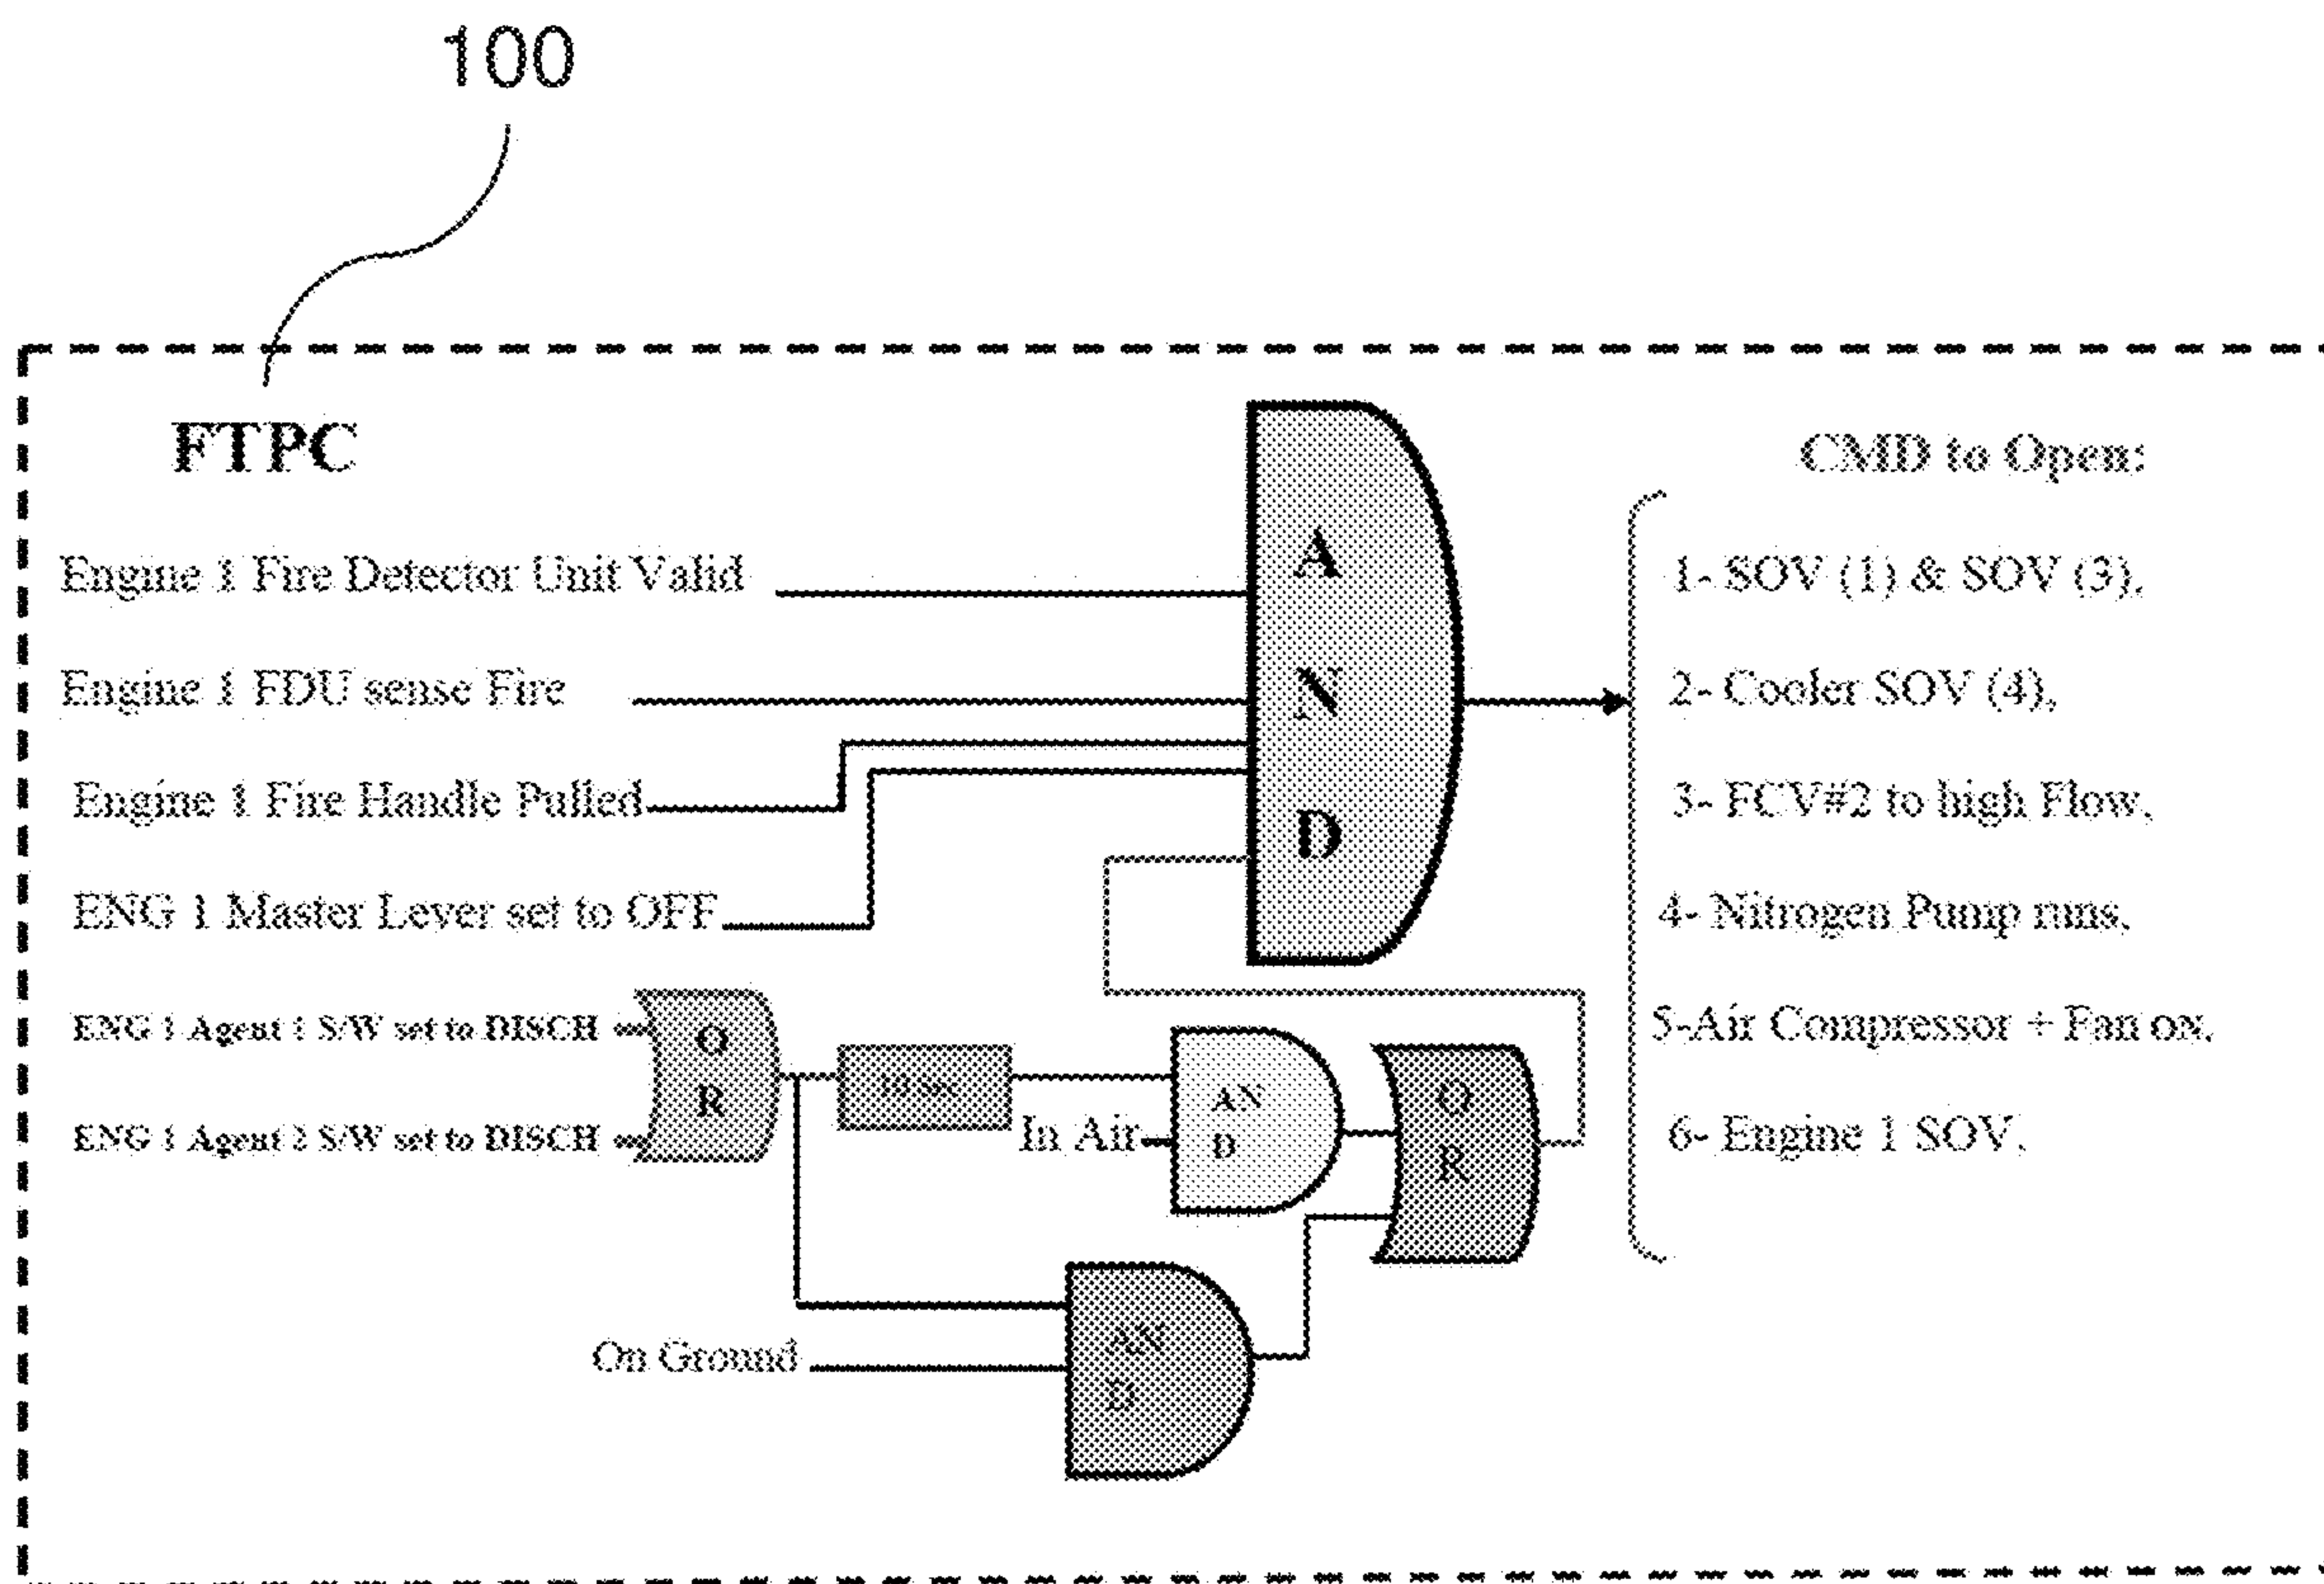 100
FTPC
CMD to Open:
Engine 1 Fire Detector Unit Valid
Engine 1 FDU sense Fire
Engine 1 Fire Handle Pulled
ENG 1 Master Lever set to OFF
ENG 1 Agent 1 S/W set to DISCH
ENG 1 Agent 2 S/W set to DISCH
A
N
D
O
R
In Air
AN
D
O
R
On Ground
AN
D
1- SOV (1) & SOV (3),
2- Cooler SOV (4),
3- FCV#2 to high Flow,
4- Nitrogen Pump runs,
5-Air Compressor + Fan on,
6- Engine 1 SOV.